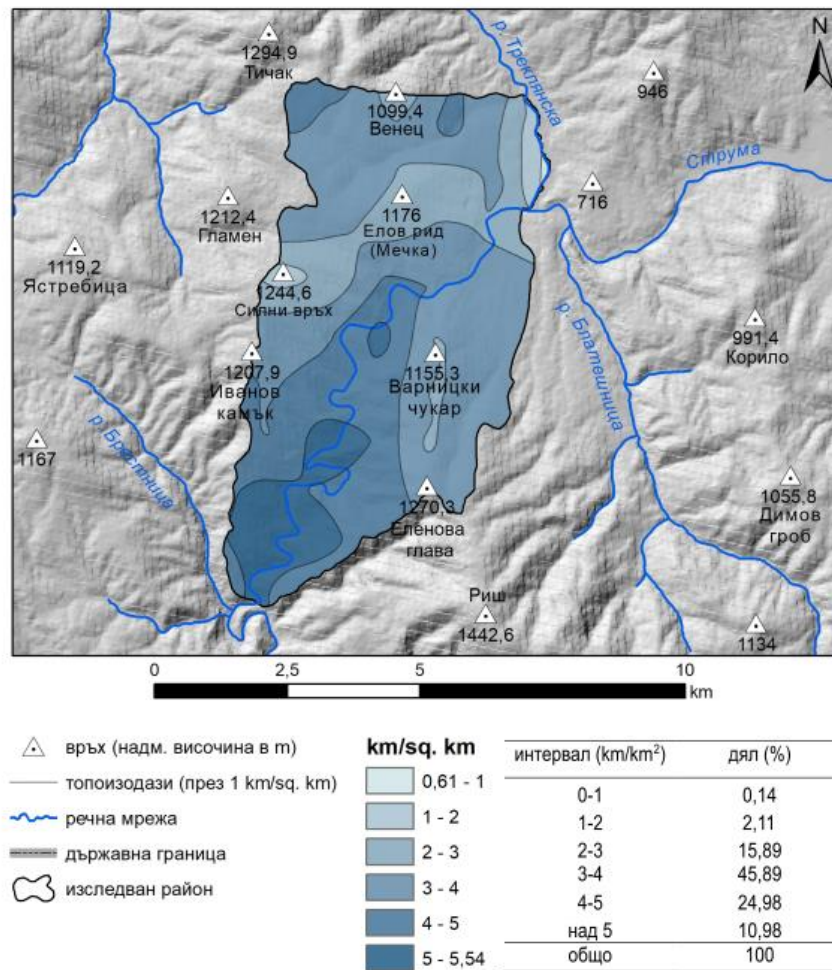 1294,9
Тичак
р. Треклянска
N
946
1099,4
Венец
Струма
716
1212,4
Гламен
1176
Елов рид
(Мечка)
1119,2
Ястребица
1244,6
Силни връх
р. Блатешница
991,4
Корило
1207,9
Иванов
камък
1155,3
Варницки
чукар
р. Брестница
1167
1270,3
Еленова
глава
1055,8
Димов
гроб
Риш
1442,6
1134
0 2,5 5 10
km
връх (надм. височина в m)
топоизодази (през 1 km/sq. km)
речна мрежа
държавна граница
изследван район
km/sq. km
0,61 - 1
1 - 2
2 - 3
3 - 4
4 - 5
5 - 5,54
интервал (km/km²) дял (%)
0-1 0,14
1-2 2,11
2-3 15,89
3-4 45,89
4-5 24,98
над 5 10,98
общо 100